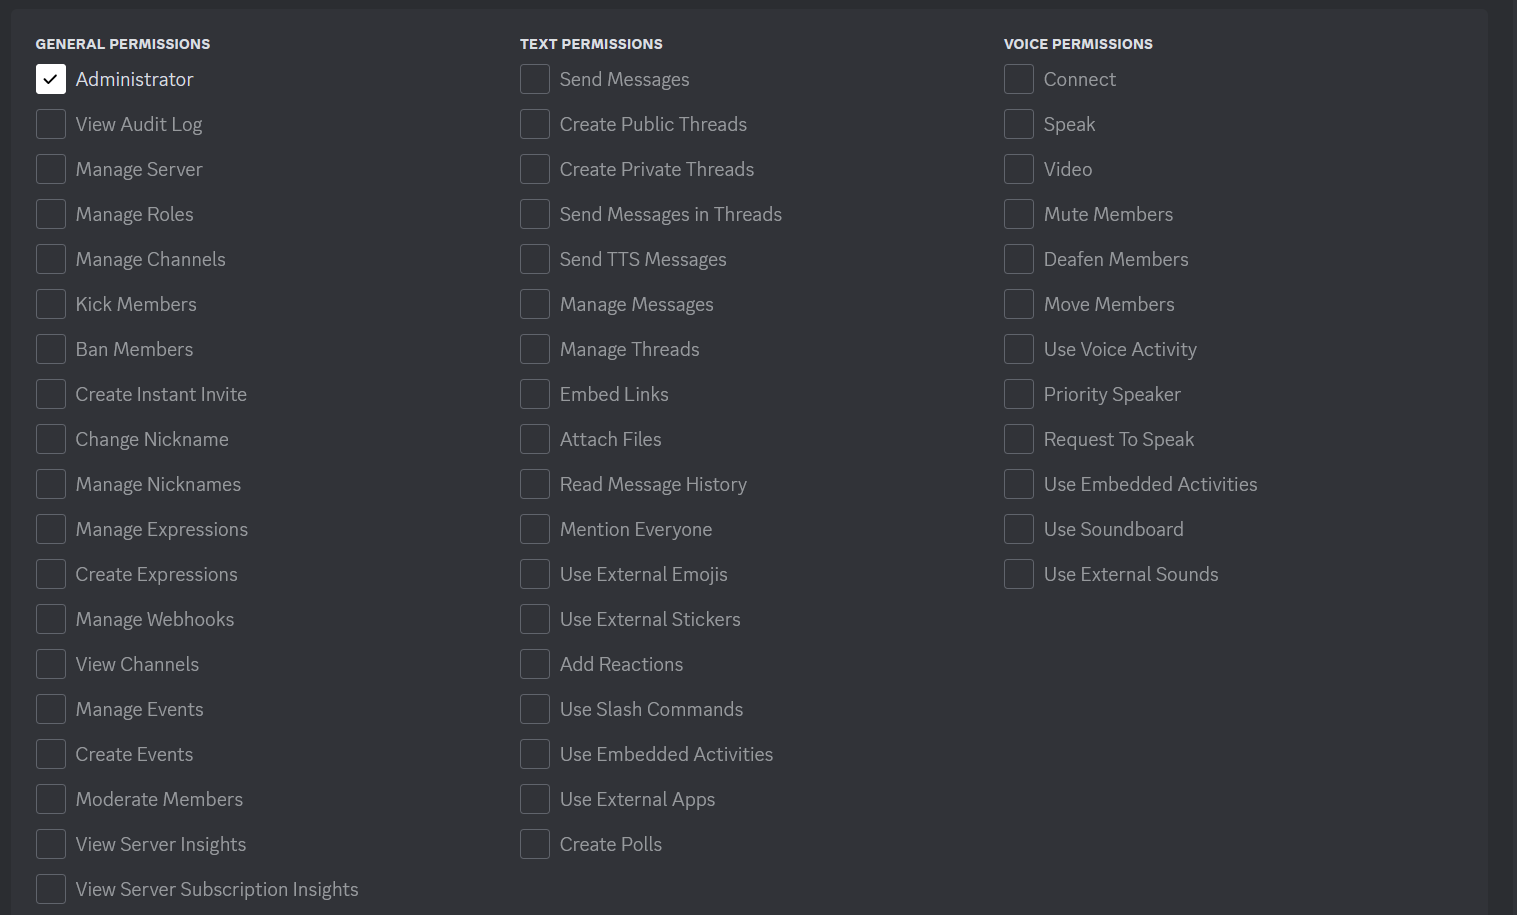 GENERAL PERMISSIONS
Administrator
View Audit Log
Manage Server
Manage Roles
Manage Channels
Kick Members
Ban Members
Create Instant Invite
Change Nickname
Manage Nicknames
Manage Expressions
Create Expressions
Manage Webhooks
View Channels
Manage Events
Create Events
Moderate Members
View Server Insights
View Server Subscription Insights
TEXT PERMISSIONS
Send Messages
Create Public Threads
Create Private Threads
Send Messages in Threads
Send TTS Messages
Manage Messages
Manage Threads
Embed Links
Attach Files
Read Message History
Mention Everyone
Use External Emojis
Use External Stickers
Add Reactions
Use Slash Commands
Use Embedded Activities
Use External Apps
Create Polls
VOICE PERMISSIONS
Connect
Speak
Video
Mute Members
Deafen Members
Move Members
Use Voice Activity
Priority Speaker
Request To Speak
Use Embedded Activities
Use Soundboard
Use External Sounds